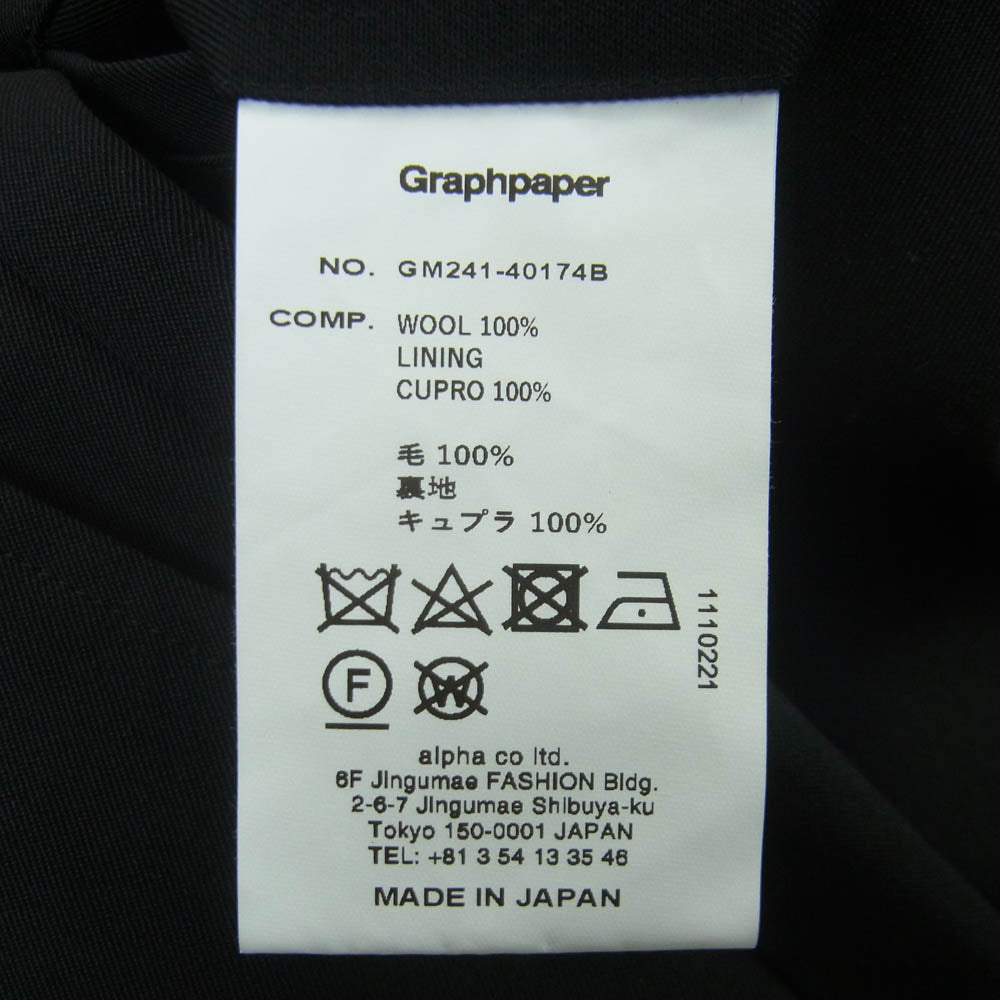 Graphpaper
NO. GM241-40174B
COMP. WOOL 100%
LINING
CUPRO 100%
毛 100%
裏地
キュプラ 100%
1110221
F
W
alpha co ltd.
6F Jingumae FASHION Bldg.
2-6-7 Jingumae Shibuya-ku
Tokyo 150-0001 JAPAN
TEL: +81 3 54 13 35 46
MADE IN JAPAN